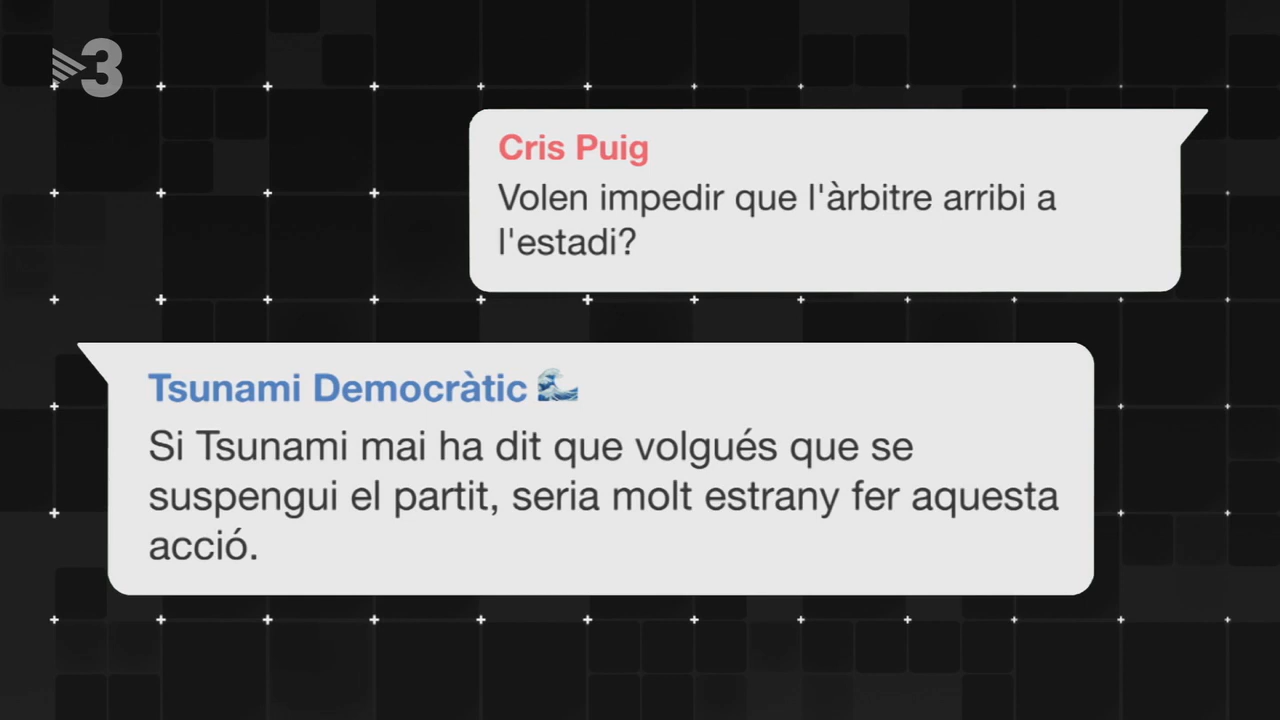 3
Cris Puig
Volen impedir que l'àrbitre arribi a
l'estadi?
Tsunami Democràtic 🌊
Si Tsunami mai ha dit que volgués que se
suspengui el partit, seria molt estrany fer aquesta
acció.